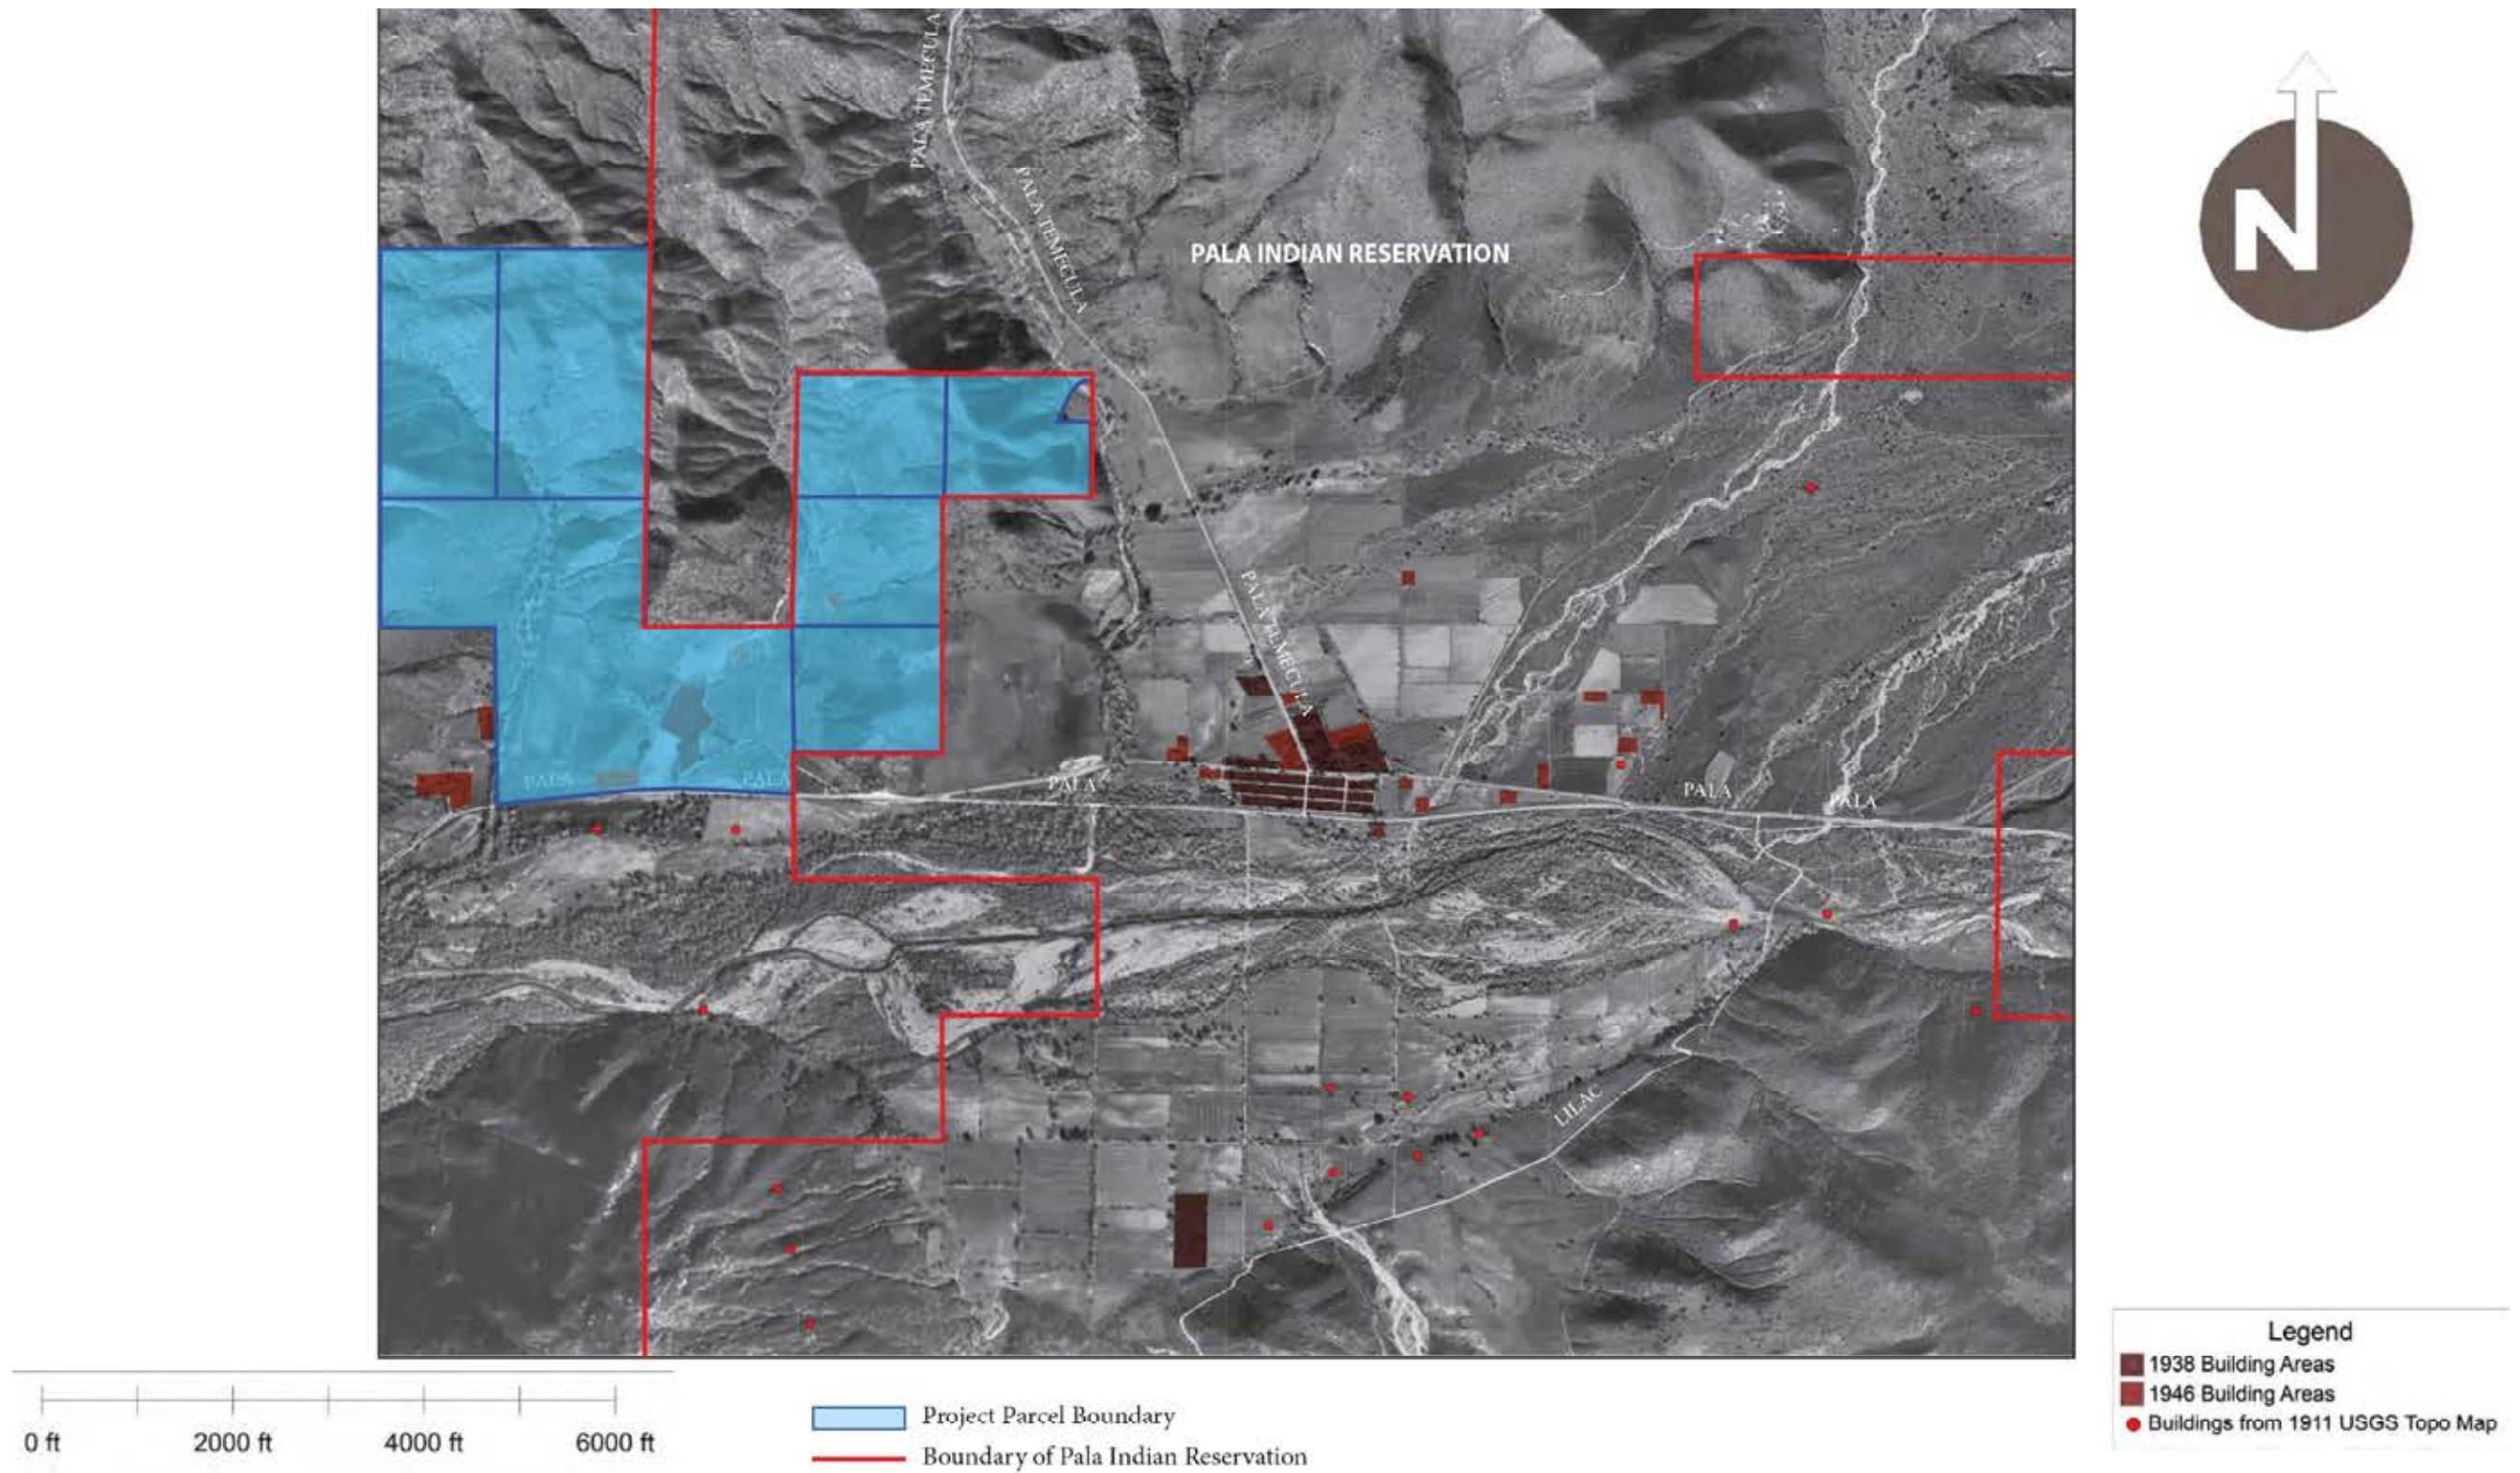 PALA TEMECULA
PALA TEMECULA
PALA INDIAN RESERVATION
N
PALA TEMECULA
PALA
PALA
PALA
PALA
PALA
LILAC
0 ft
2000 ft
4000 ft
6000 ft
Project Parcel Boundary
Boundary of Pala Indian Reservation
Legend
1938 Building Areas
1946 Building Areas
Buildings from 1911 USGS Topo Map